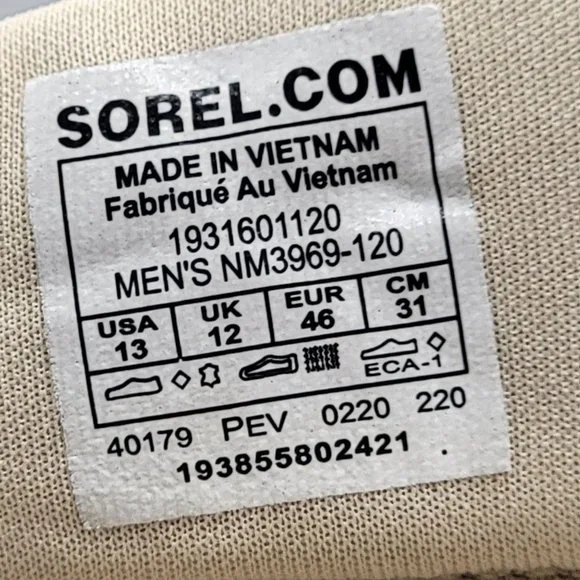 SOREL.COM
MADE IN VIETNAM
Fabriqué Au Vietnam
1931601120
MEN'S NM3969-120
USA UK EUR CM
13 12 46 31
ECA-1
40179 PEV 0220 220
193855802421 .